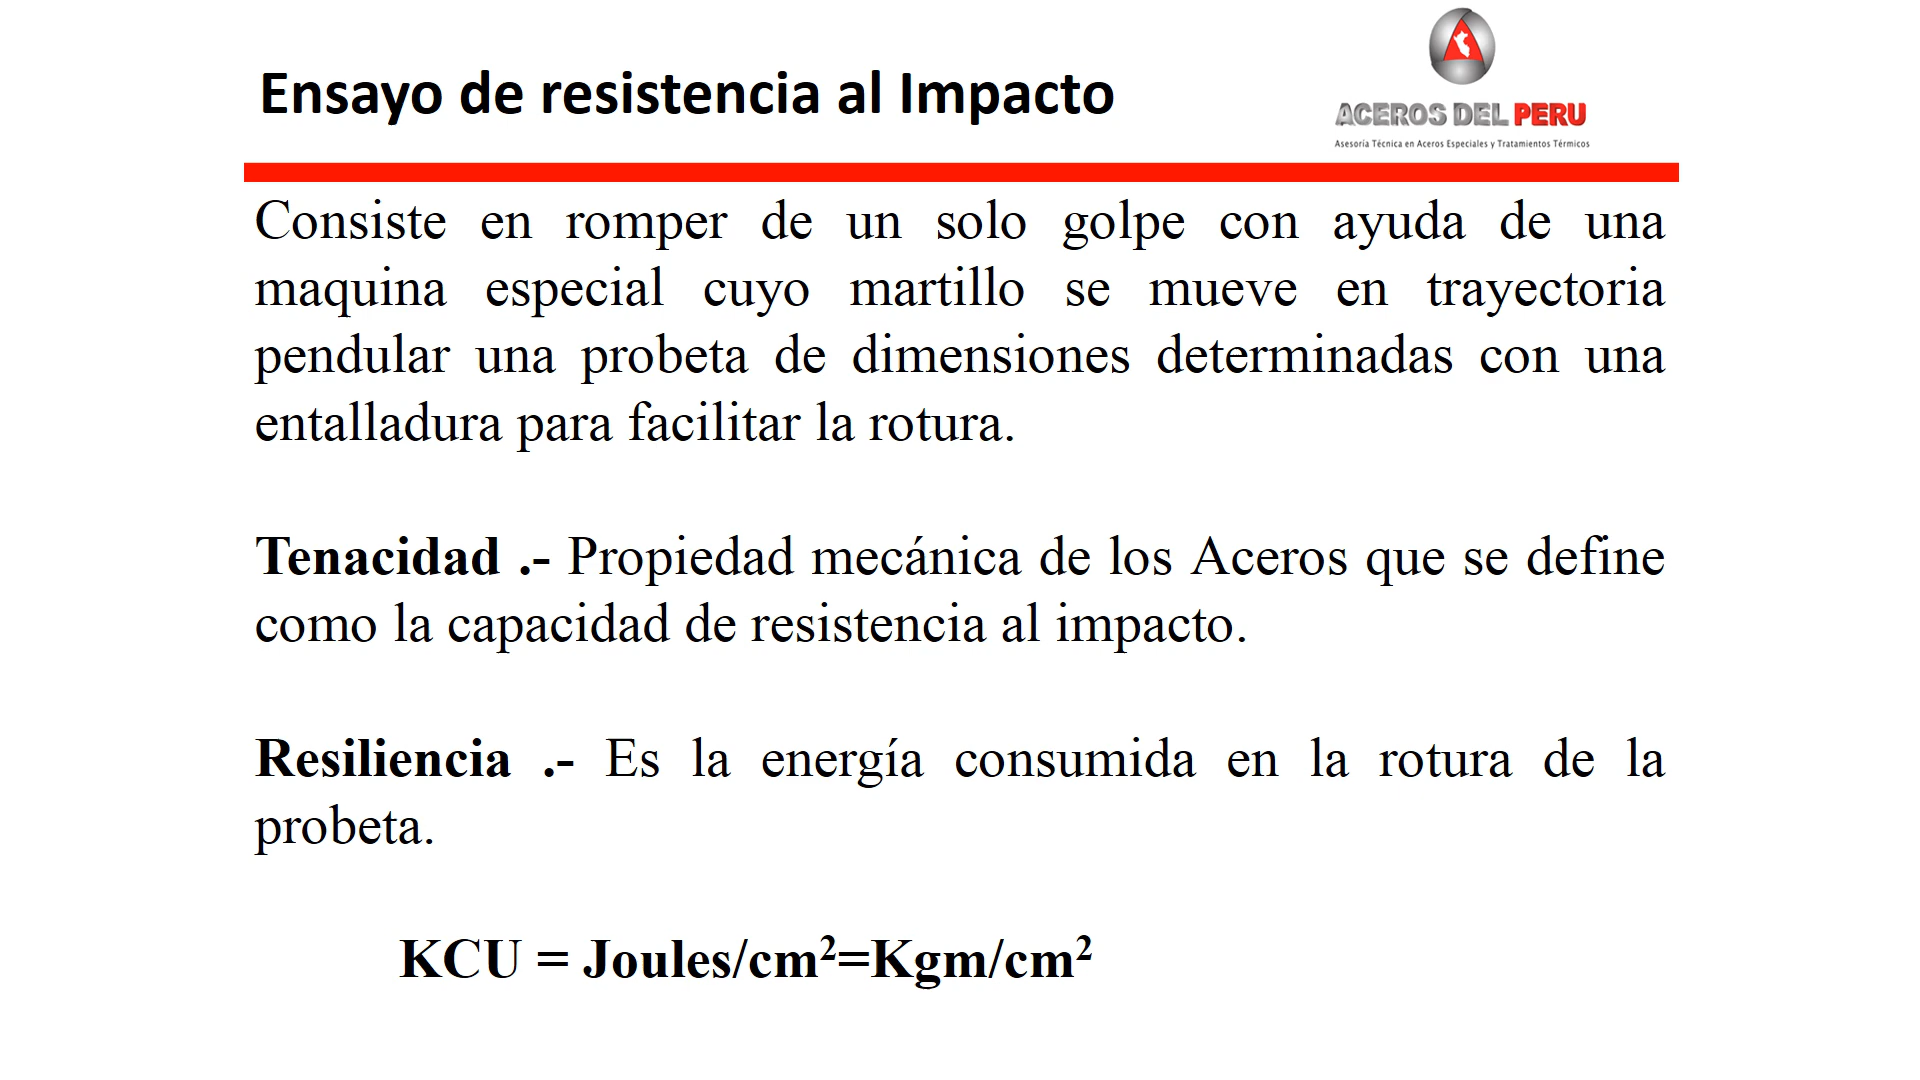 Ensayo de resistencia al Impacto
ACEROS DEL PERU
Asesoría Técnica en Aceros Especiales y Tratamientos Térmicos
Consiste en romper de un solo golpe con ayuda de una
maquina especial cuyo martillo se mueve en trayectoria
pendular una probeta de dimensiones determinadas con una
entalladura para facilitar la rotura.
Tenacidad .- Propiedad mecánica de los Aceros que se define
como la capacidad de resistencia al impacto.
Resiliencia .- Es la energía consumida en la rotura de la
probeta.
KCU = Joules/cm²=Kgm/cm²